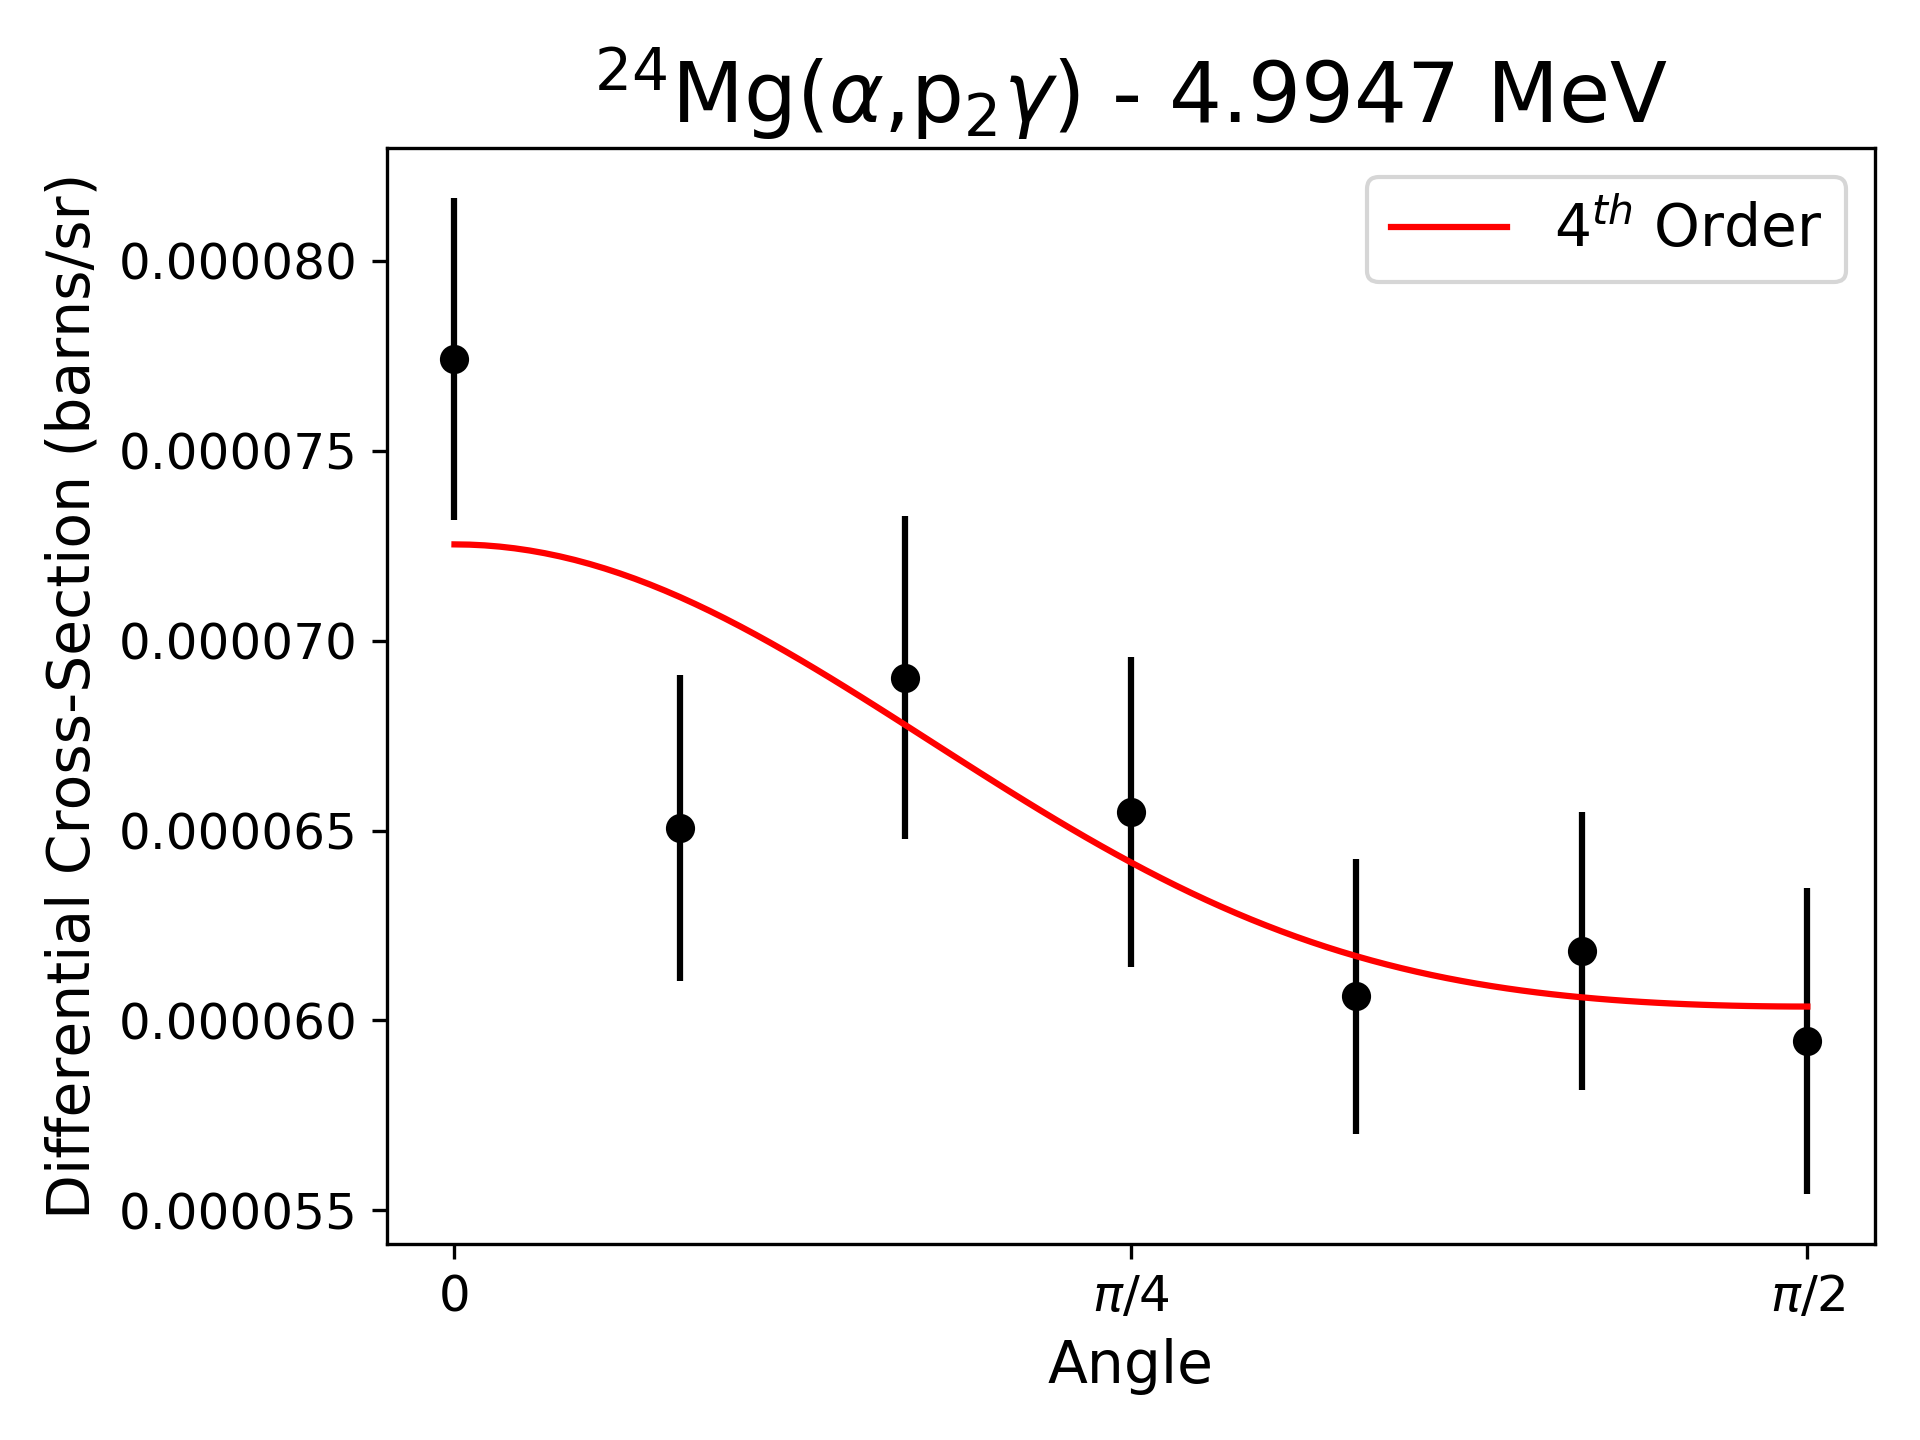 ²⁴Mg(α,p₂γ) - 4.9947 MeV
4ᵗʰ Order
Differential Cross-Section (barns/sr)
0.000080
0.000075
0.000070
0.000065
0.000060
0.000055
0
π/4
π/2
Angle